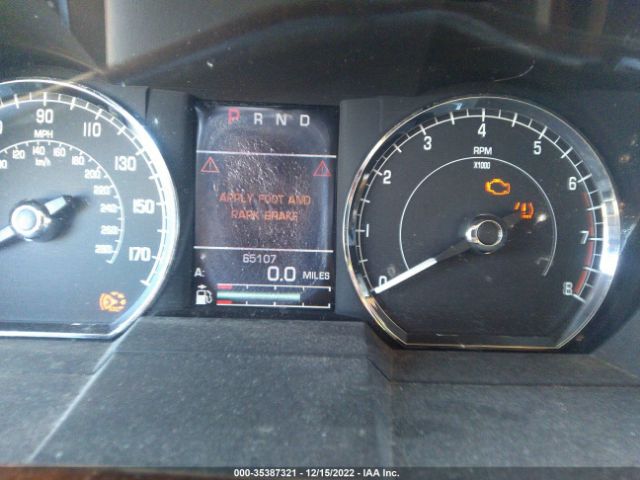 90
110
130
150
170
MPH
120 140 160 180
km/h
200
220
240
260
P R N D
APPLY FOOT AND
PARK BRAKE
65107
A: 0.0 MILES
0
1
2
3
4
5
6
7
8
RPM
X1000
000-35387321 - 12/15/2022 - IAA Inc.